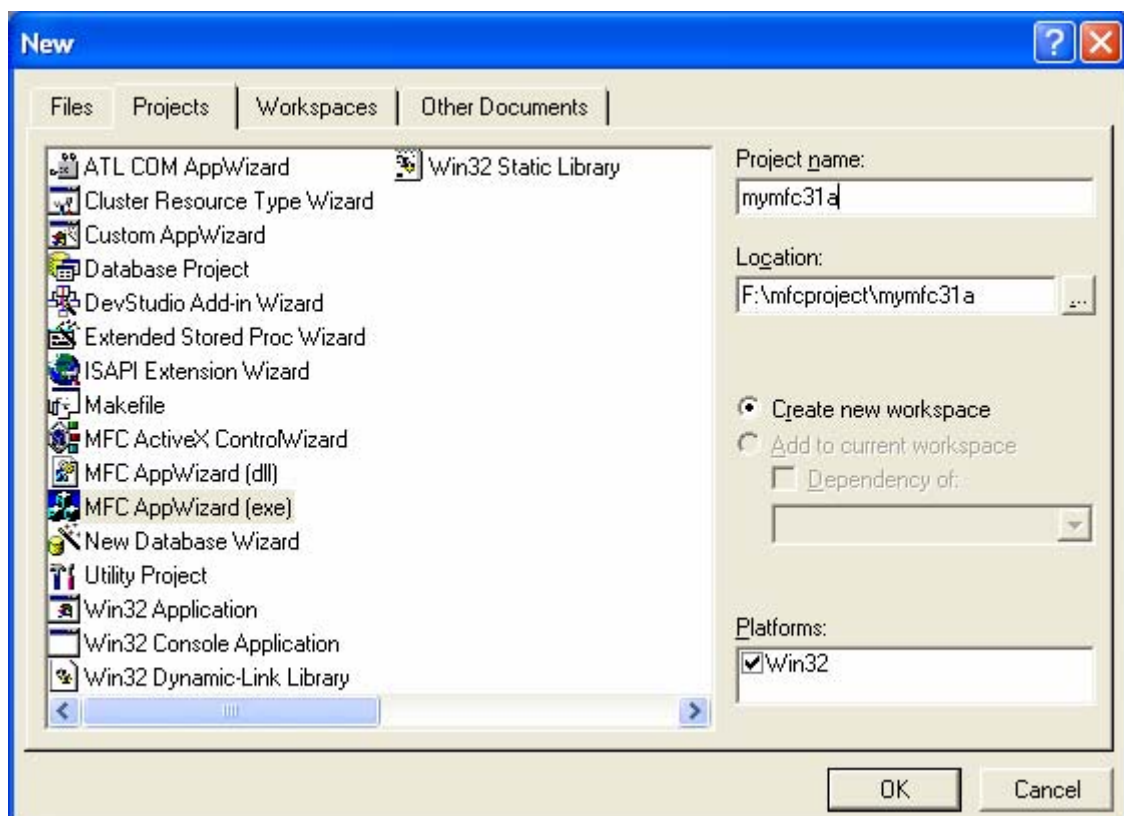 New
Files Projects Workspaces Other Documents
ATL COM AppWizard
Cluster Resource Type Wizard
Custom AppWizard
Database Project
DevStudio Add-in Wizard
Extended Stored Proc Wizard
ISAPI Extension Wizard
Makefile
MFC ActiveX ControlWizard
MFC AppWizard (dll)
MFC AppWizard (exe)
New Database Wizard
Utility Project
Win32 Application
Win32 Console Application
Win32 Dynamic-Link Library
Win32 Static Library
Project name:
mymfc31a
Location:
F:\mfcproject\mymfc31a
...
Create new workspace
Add to current workspace
Dependency of:
Platforms:
Win32
OK Cancel